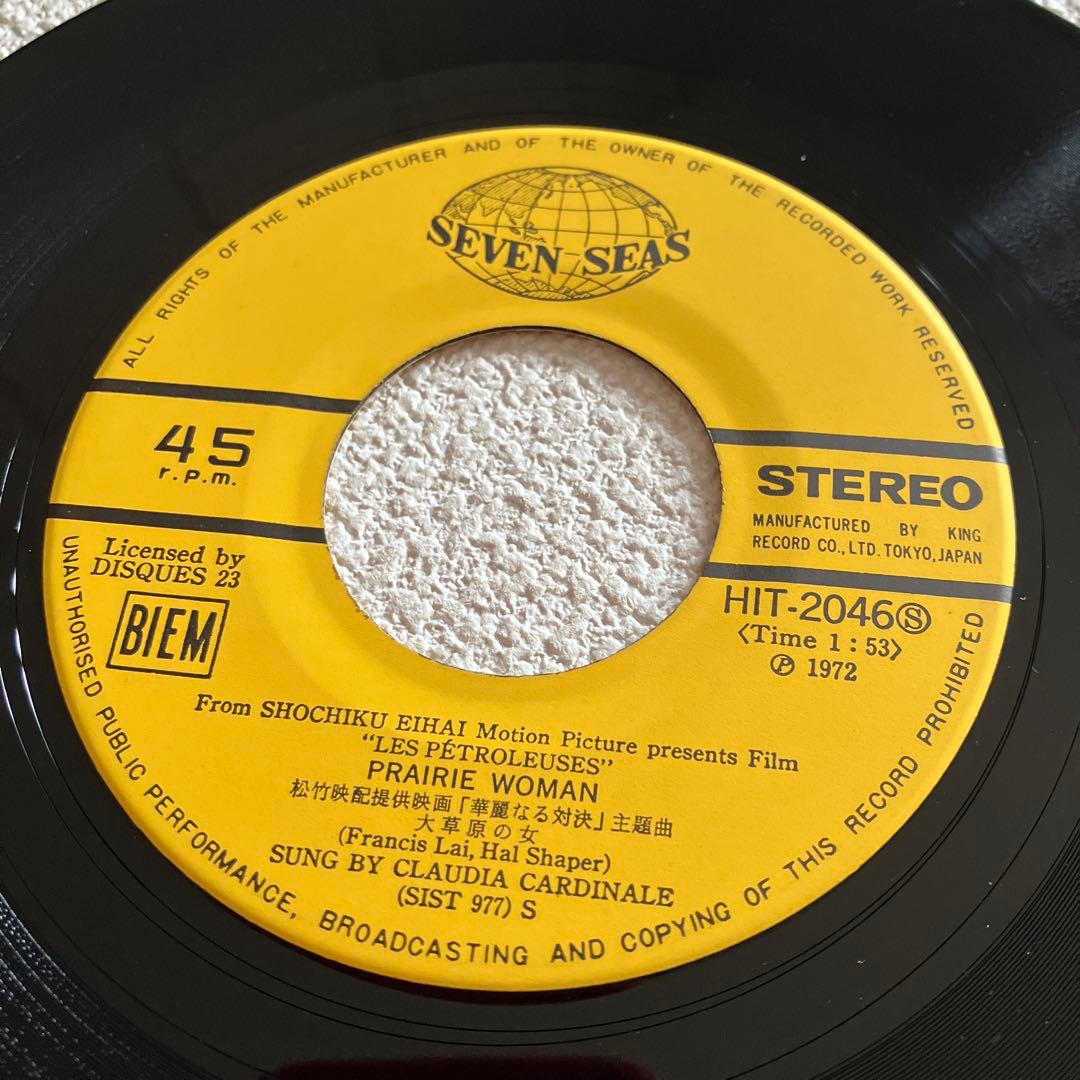 ALL RIGHTS OF THE MANUFACTURER AND OF THE OWNER OF THE RECORDED WORK RESERVED
SEVEN SEAS
45
r.p.m.
STEREO
MANUFACTURED BY KING
RECORD CO., LTD. TOKYO, JAPAN
Licensed by
DISQUES 23
BIEM
HIT-2046Ⓢ
〈Time 1:53〉
Ⓟ 1972
From SHOCHIKU EIHAI Motion Picture presents Film
“LES PÉTROLEUSES”
PRAIRIE WOMAN
松竹映配提供映画「華麗なる対決」主題曲
大草原の女
(Francis Lai, Hal Shaper)
SUNG BY CLAUDIA CARDINALE
(SIST 977) S
UNAUTHORISED PUBLIC PERFORMANCE, BROADCASTING AND COPYING OF THIS RECORD PROHIBITED